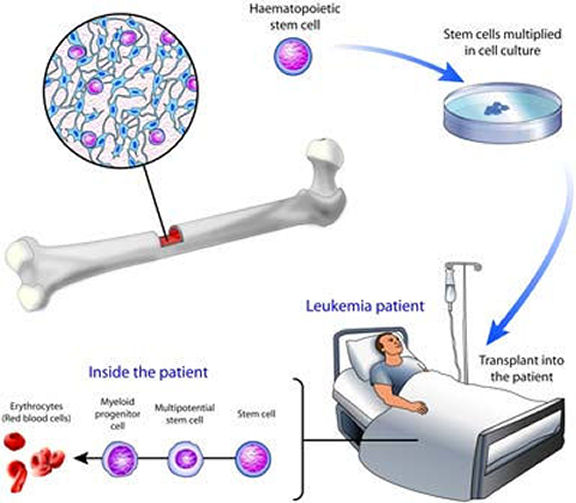 Haematopoietic
stem cell
Stem cells multiplied
in cell culture
Leukemia patient
Transplant into
the patient
Inside the patient
Erythrocytes
(Red blood cells)
Myeloid
progenitor
cell
Multipotential
stem cell
Stem cell